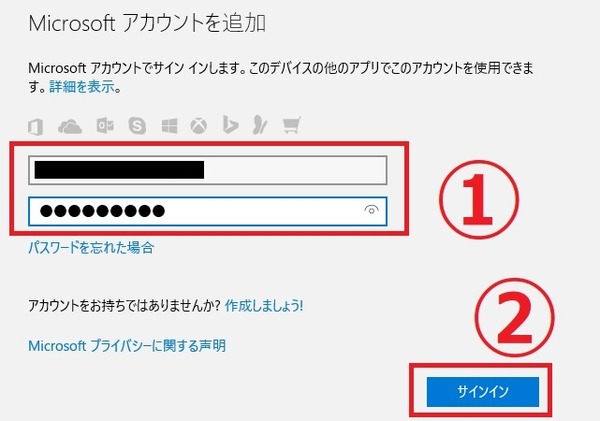 Microsoft アカウントを追加
Microsoft アカウントでサイン インします。このデバイスの他のアプリでこのアカウントを使用できま
す。詳細を表示。
①
●●●●●●●●●
パスワードを忘れた場合
アカウントをお持ちではありませんか? 作成しましょう!
②
Microsoft プライバシーに関する声明
サインイン